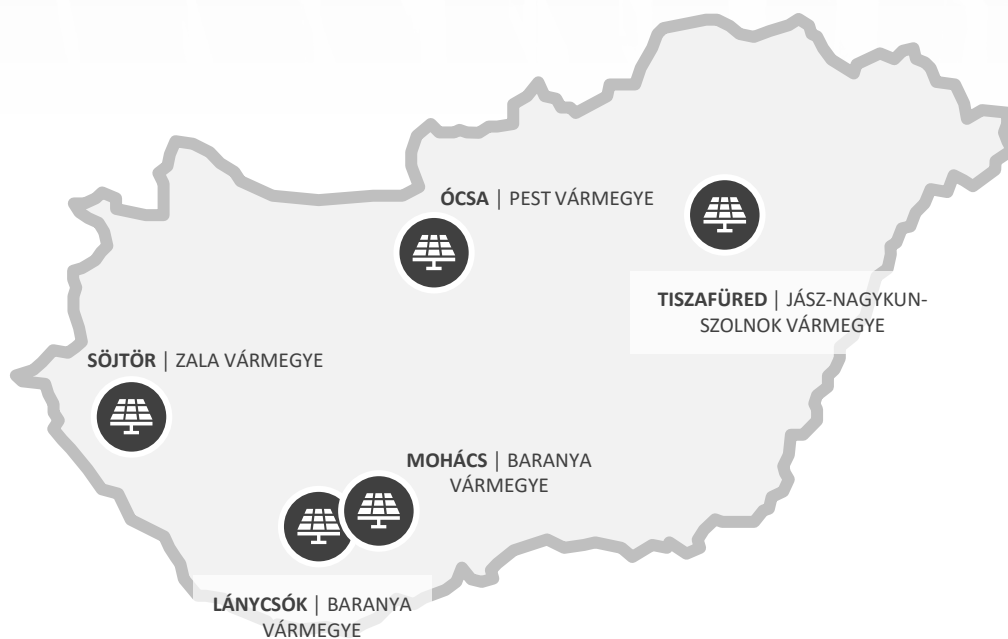 ÓCSA | PEST VÁRMEGYE
TISZAFÜRED | JÁSZ-NAGYKUN-
SZOLNOK VÁRMEGYE
SÖJTÖR | ZALA VÁRMEGYE
MOHÁCS | BARANYA
VÁRMEGYE
LÁNYCSÓK | BARANYA
VÁRMEGYE